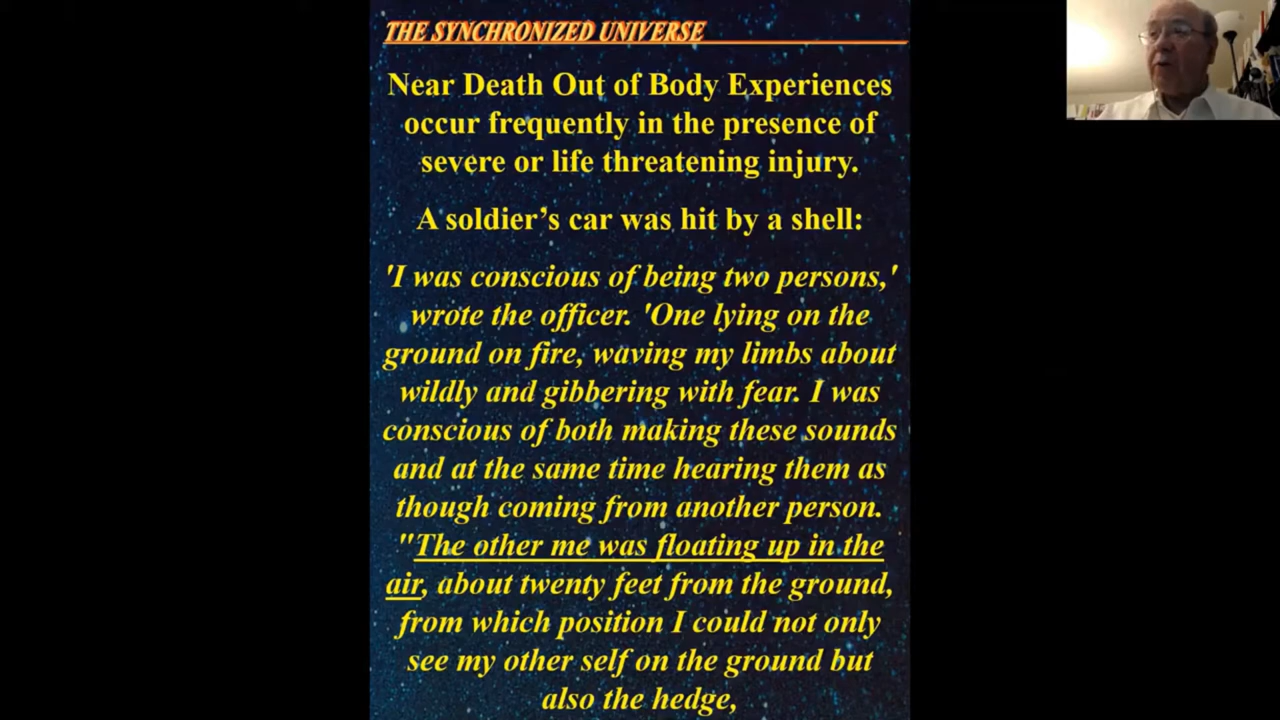 THE SYNCHRONIZED UNIVERSE
Near Death Out of Body Experiences
occur frequently in the presence of
severe or life threatening injury.
A soldier’s car was hit by a shell:
'I was conscious of being two persons,'
wrote the officer. 'One lying on the
ground on fire, waving my limbs about
wildly and gibbering with fear. I was
conscious of both making these sounds
and at the same time hearing them as
though coming from another person.
"The other me was floating up in the
air, about twenty feet from the ground,
from which position I could not only
see my other self on the ground but
also the hedge,